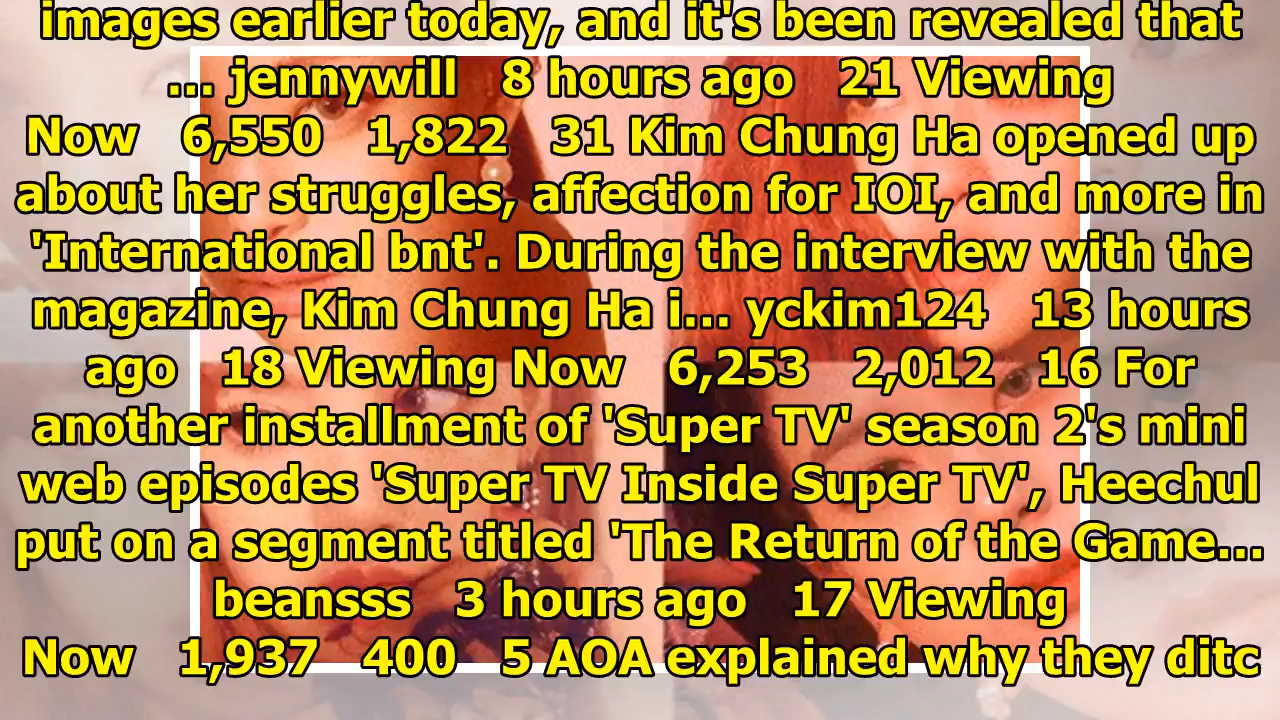 images earlier today, and it's been revealed that
... jennywill 8 hours ago 21 Viewing
Now 6,550 1,822 31 Kim Chung Ha opened up
about her struggles, affection for IOI, and more in
'International bnt'. During the interview with the
magazine, Kim Chung Ha i... yckim124 13 hours
ago 18 Viewing Now 6,253 2,012 16 For
another installment of 'Super TV' season 2's mini
web episodes 'Super TV Inside Super TV', Heechul
put on a segment titled 'The Return of the Game...
beansss 3 hours ago 17 Viewing
Now 1,937 400 5 AOA explained why they ditc